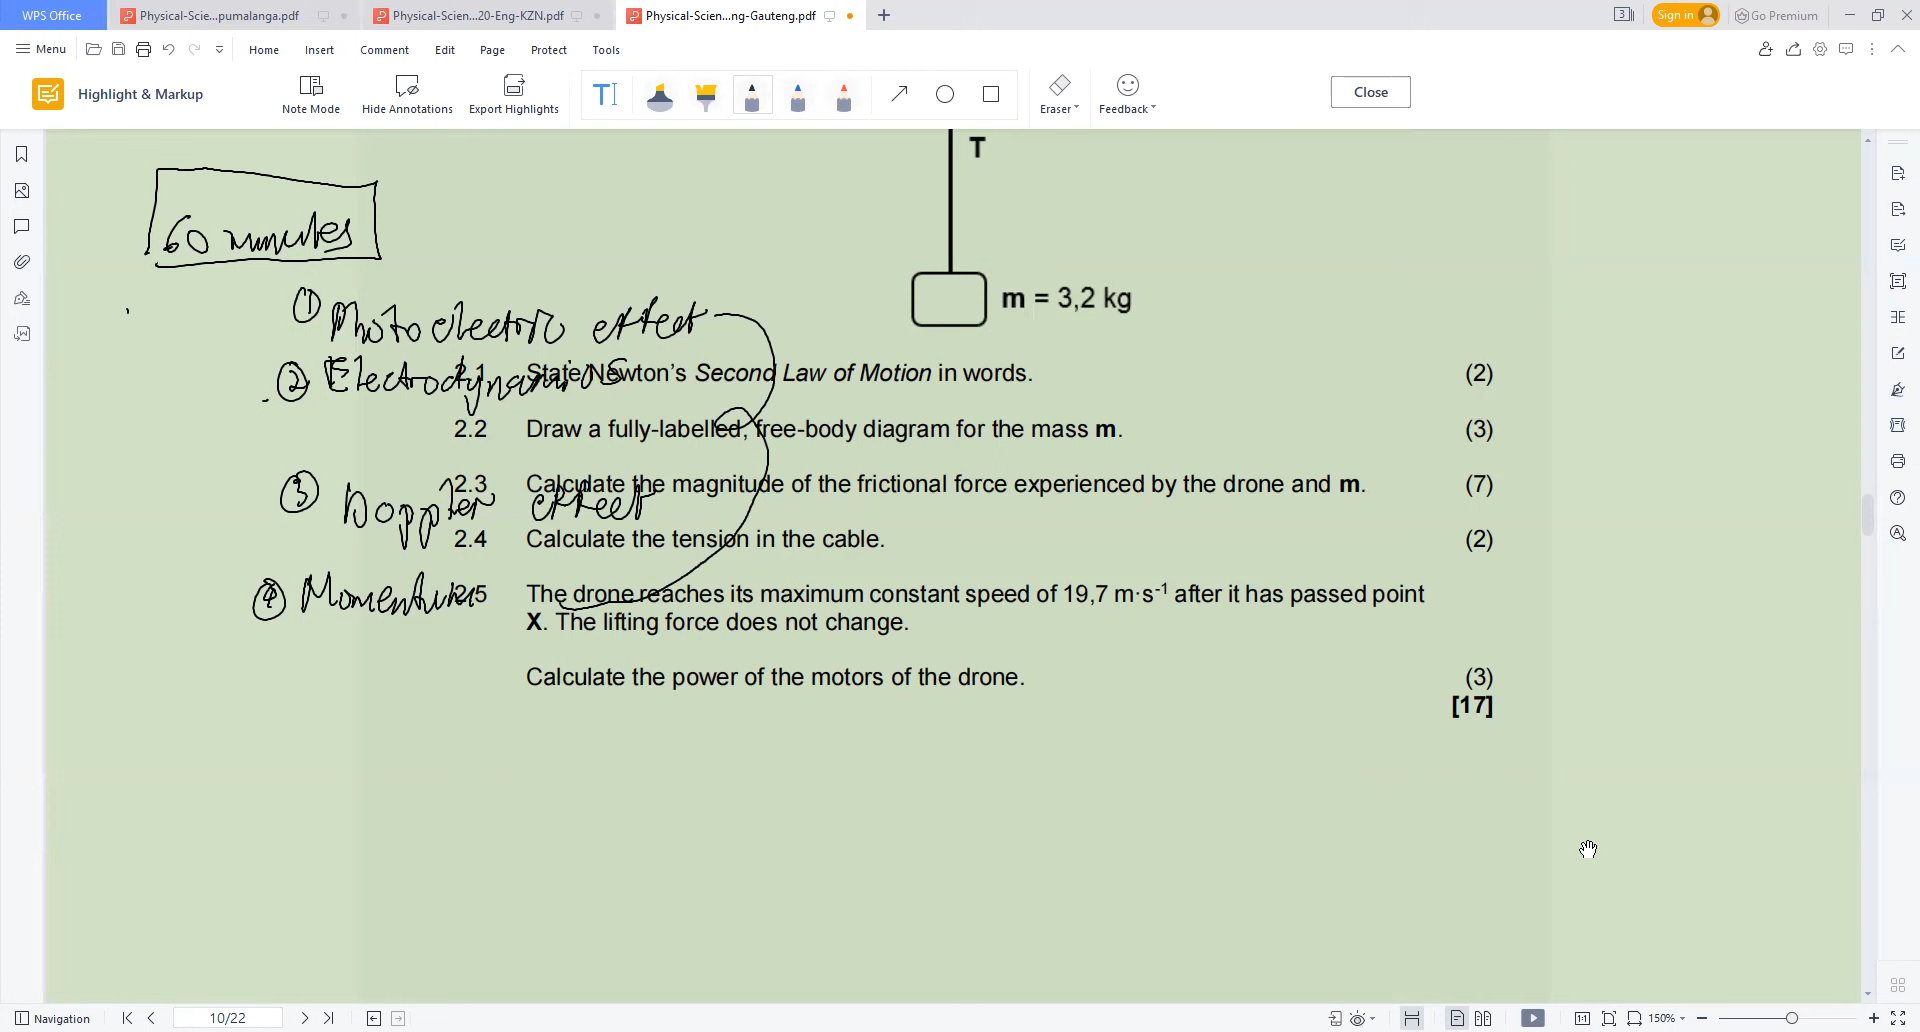 WPS Office
Physical-Scie...pumalanga.pdf
Physical-Scien...20-Eng-KZN.pdf
Physical-Scien...ng-Gauteng.pdf
3
Sign in
Go Premium
Menu
Home
Insert
Comment
Edit
Page
Protect
Tools
Highlight & Markup
Note Mode
Hide Annotations
Export Highlights
Eraser
Feedback
Close
T
60 minutes
m = 3,2 kg
① Photoelectric effect
② Electrodynamics
2.1 State Newton's Second Law of Motion in words. (2)
2.2 Draw a fully-labelled, free-body diagram for the mass m. (3)
2.3 Calculate the magnitude of the frictional force experienced by the drone and m. (7)
③ Doppler effect
2.4 Calculate the tension in the cable. (2)
④ Momentum
2.5 The drone reaches its maximum constant speed of 19,7 m·s⁻¹ after it has passed point
X. The lifting force does not change.
Calculate the power of the motors of the drone. (3)
[17]
Navigation
10/22
1:1
150%